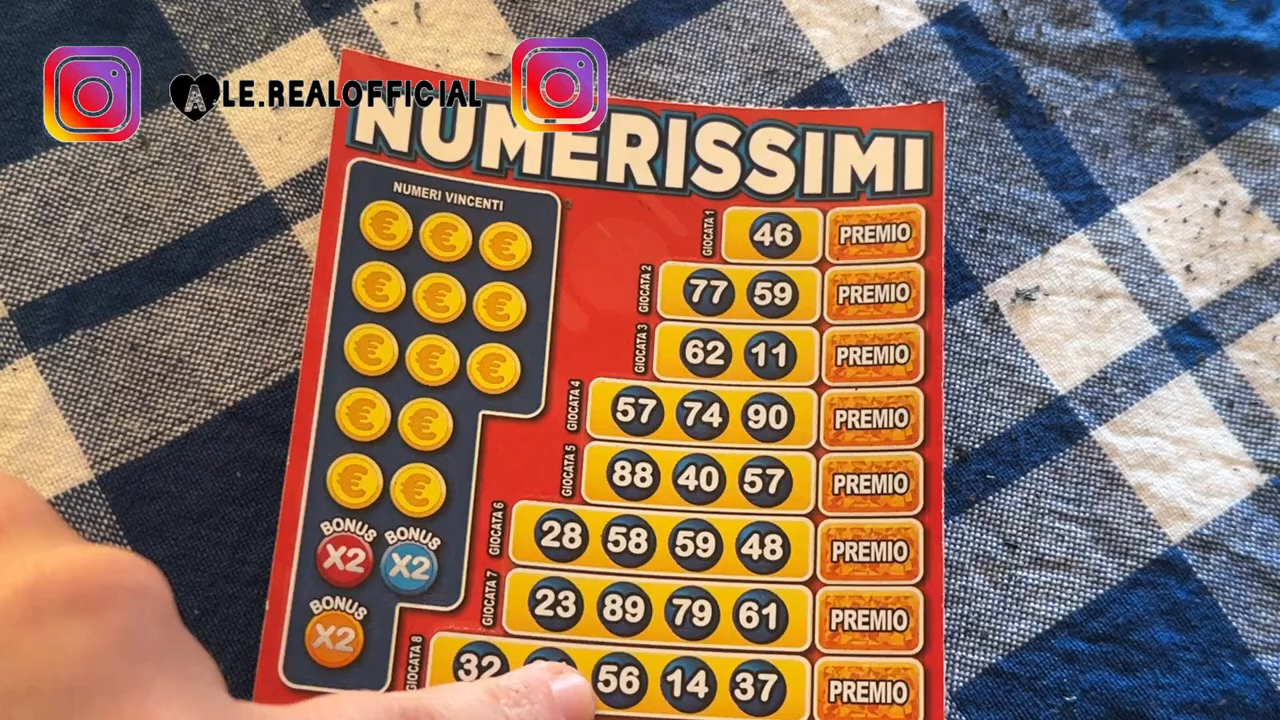 ALE.REALOFFICIAL
NUMERISSIMI
NUMERI VINCENTI
€ € €
€ € €
€ € €
€ €
€ €
BONUS X2
BONUS X2
BONUS X2
GIOCATA 1 46 PREMIO
GIOCATA 2 77 59 PREMIO
GIOCATA 3 62 11 PREMIO
GIOCATA 4 57 74 90 PREMIO
GIOCATA 5 88 40 57 PREMIO
GIOCATA 6 28 58 59 48 PREMIO
GIOCATA 7 23 89 79 61 PREMIO
GIOCATA 8 32 56 14 37 PREMIO